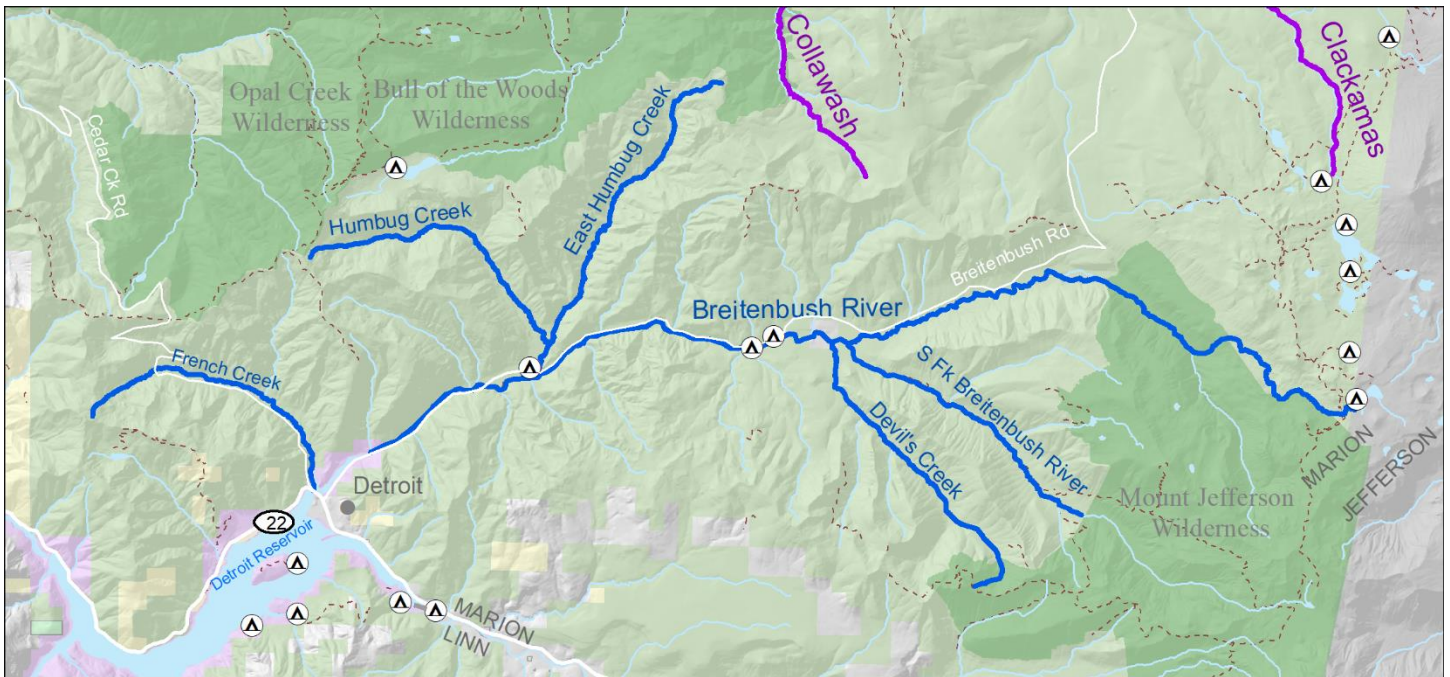 Collawash
Clackamas
Opal Creek
Wilderness
Bull of the Woods
Wilderness
Cedar Ck Rd
East Humbug Creek
Humbug Creek
Breitenbush Rd
Breitenbush River
French Creek
S Fk Breitenbush River
Devil's Creek
MARION
JEFFERSON
Detroit
Mount Jefferson
Wilderness
22
Detroit Reservoir
MARION
LINN